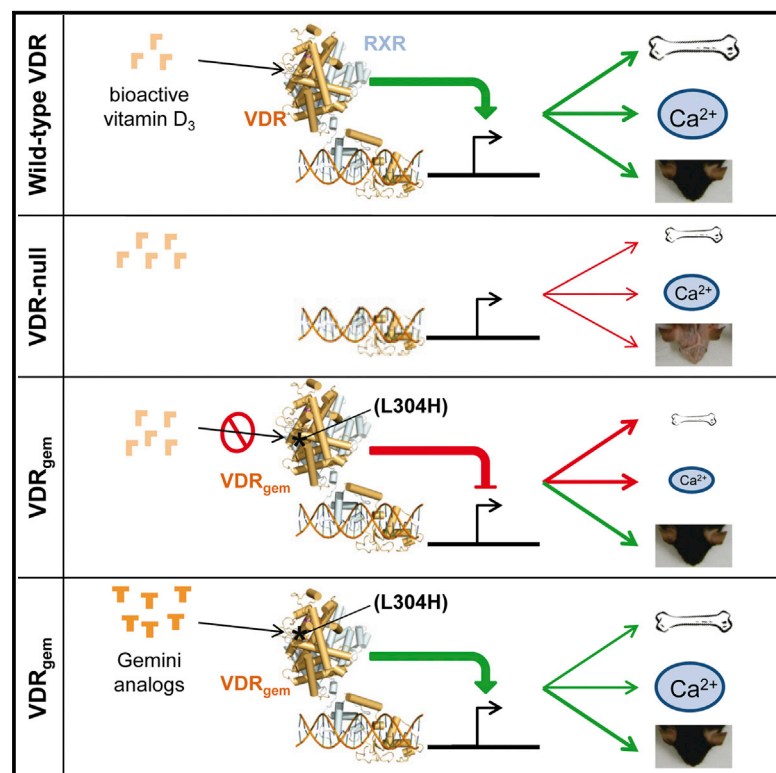 Wild-type VDR
bioactive
vitamin D₃
RXR
VDR
Ca²⁺
VDR-null
Ca²⁺
VDRgem
(L304H)
VDRgem
Ca²⁺
VDRgem
Gemini
analogs
(L304H)
VDRgem
Ca²⁺